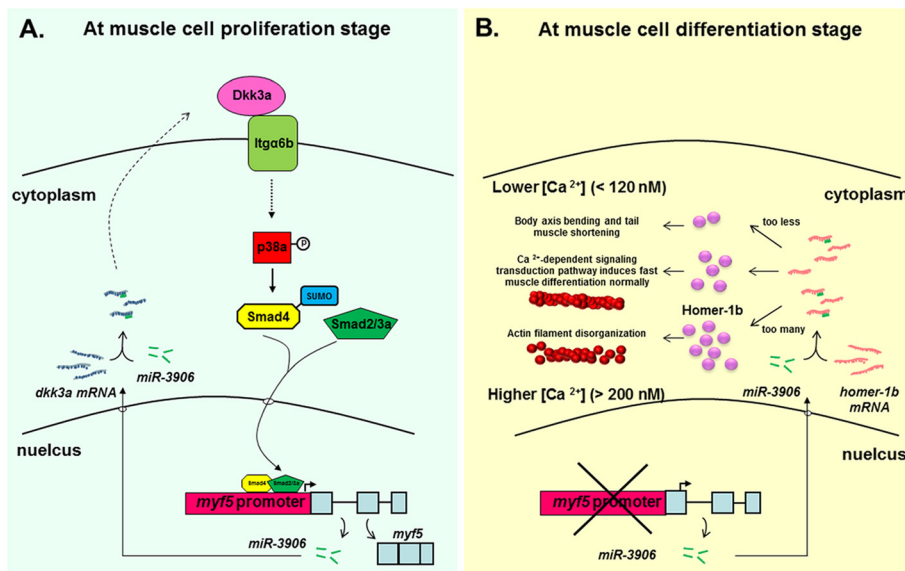 A. At muscle cell proliferation stage
Dkk3a
Itgα6b
cytoplasm
p38a
P
SUMO
Smad4
Smad2/3a
dkk3a mRNA
miR-3906
nuelcus
Smad4
Smad2/3a
myf5 promoter
miR-3906
myf5
B. At muscle cell differentiation stage
Lower [Ca 2+] (< 120 nM)
cytoplasm
Body axis bending and tail
muscle shortening
too less
Ca 2+-dependent signaling
transduction pathway induces fast
muscle differentiation normally
Homer-1b
Actin filament disorganization
too many
miR-3906
homer-1b
mRNA
Higher [Ca 2+] (> 200 nM)
nuelcus
myf5 promoter
miR-3906